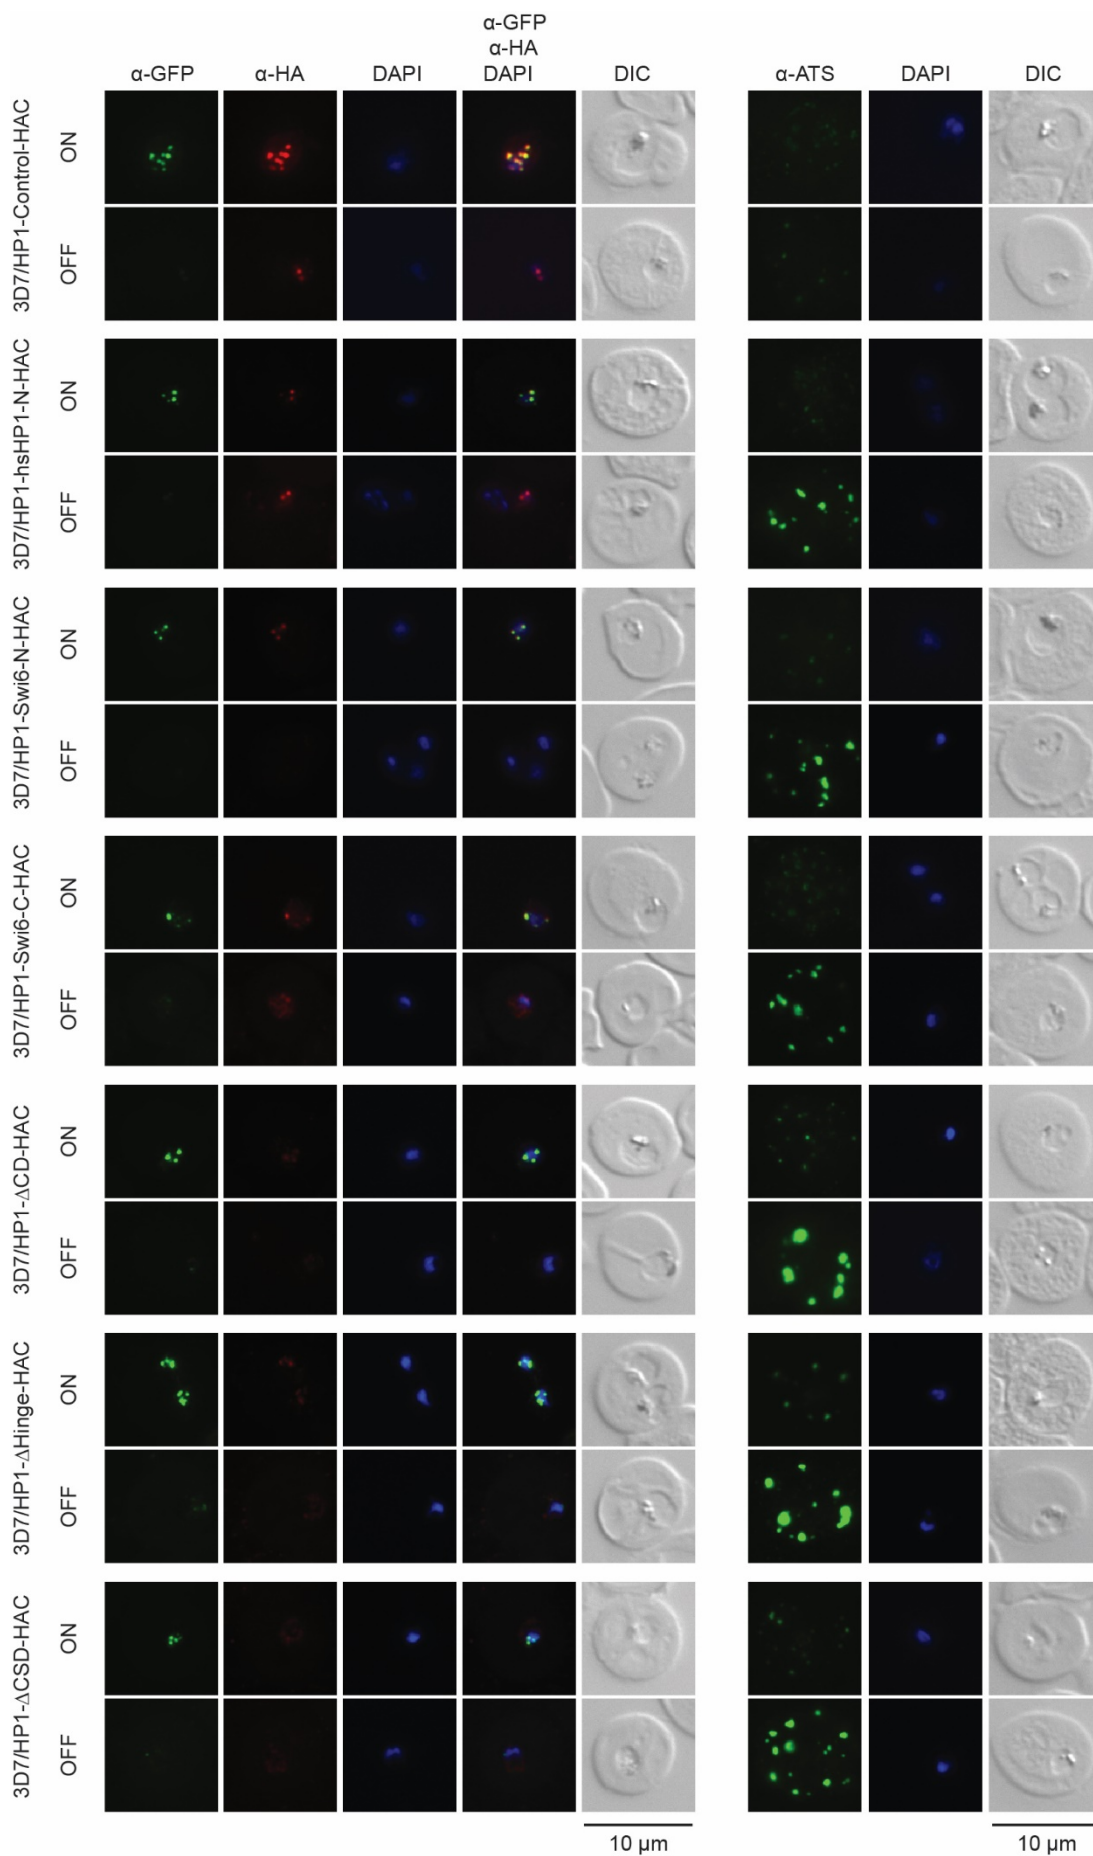 α-GFP
α-HA
α-GFP α-HA DAPI DAPI DIC α-ATS DAPI DIC
3D7/HP1-Control-HAC
ON
OFF
3D7/HP1-hsHP1-N-HAC
ON
OFF
3D7/HP1-Swi6-N-HAC
ON
OFF
3D7/HP1-Swi6-C-HAC
ON
OFF
3D7/HP1-ΔCD-HAC
ON
OFF
3D7/HP1-ΔHinge-HAC
ON
OFF
3D7/HP1-ΔCSD-HAC
ON
OFF
10 µm 10 µm